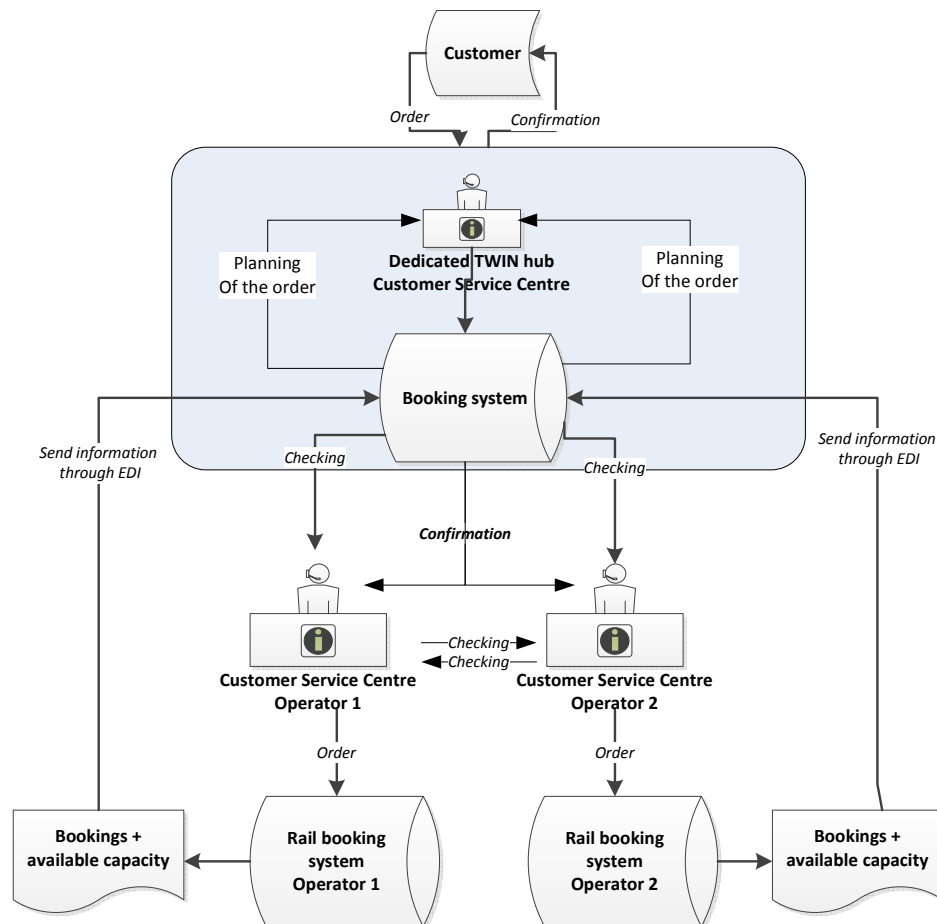 Customer
Order
Confirmation
Dedicated TWIN hub
Customer Service Centre
Planning
Of the order
Planning
Of the order
Booking system
Send information
through EDI
Checking
Checking
Send information
through EDI
Confirmation
Checking
Checking
Customer Service Centre
Operator 1
Customer Service Centre
Operator 2
Order
Order
Bookings +
available capacity
Rail booking
system
Operator 1
Rail booking
system
Operator 2
Bookings +
available capacity